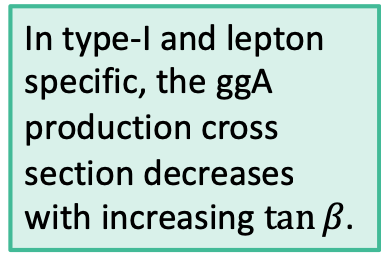 In type-I and lepton
specific, the ggA
production cross
section decreases
with increasing tan β.